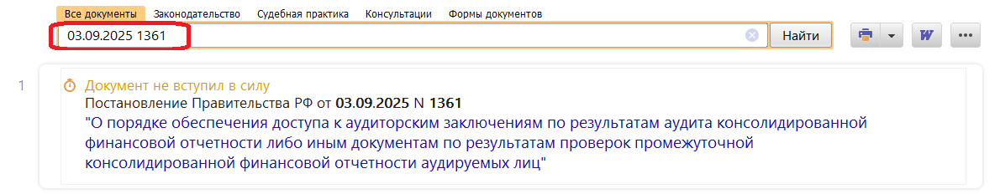 Все документы Законодательство Судебная практика Консультации Формы документов
03.09.2025 1361 Найти W
1 Документ не вступил в силу
Постановление Правительства РФ от 03.09.2025 N 1361
"О порядке обеспечения доступа к аудиторским заключениям по результатам аудита консолидированной
финансовой отчетности либо иным документам по результатам проверок промежуточной
консолидированной финансовой отчетности аудируемых лиц"